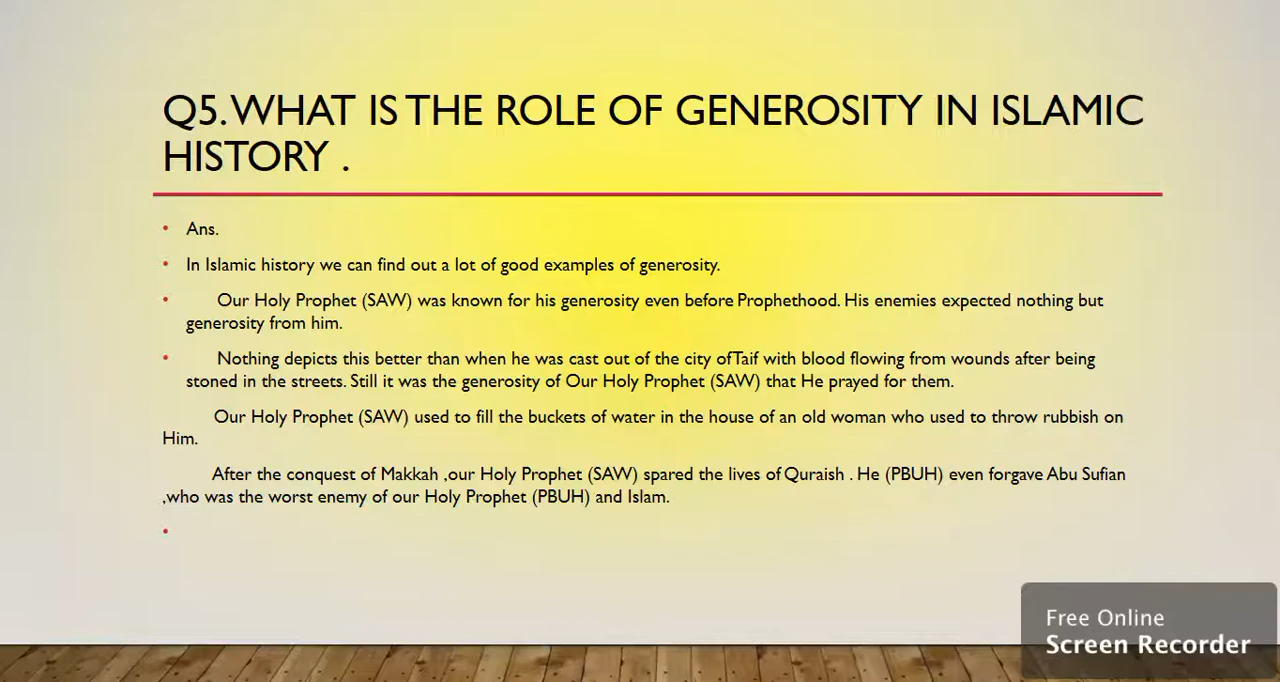 Q5.WHAT IS THE ROLE OF GENEROSITY IN ISLAMIC
HISTORY .
• Ans.
• In Islamic history we can find out a lot of good examples of generosity.
• Our Holy Prophet (SAW) was known for his generosity even before Prophethood. His enemies expected nothing but
generosity from him.
• Nothing depicts this better than when he was cast out of the city ofTaif with blood flowing from wounds after being
stoned in the streets. Still it was the generosity of Our Holy Prophet (SAW) that He prayed for them.
Our Holy Prophet (SAW) used to fill the buckets of water in the house of an old woman who used to throw rubbish on
Him.
After the conquest of Makkah ,our Holy Prophet (SAW) spared the lives of Quraish . He (PBUH) even forgave Abu Sufian
,who was the worst enemy of our Holy Prophet (PBUH) and Islam.
•
Free Online
Screen Recorder